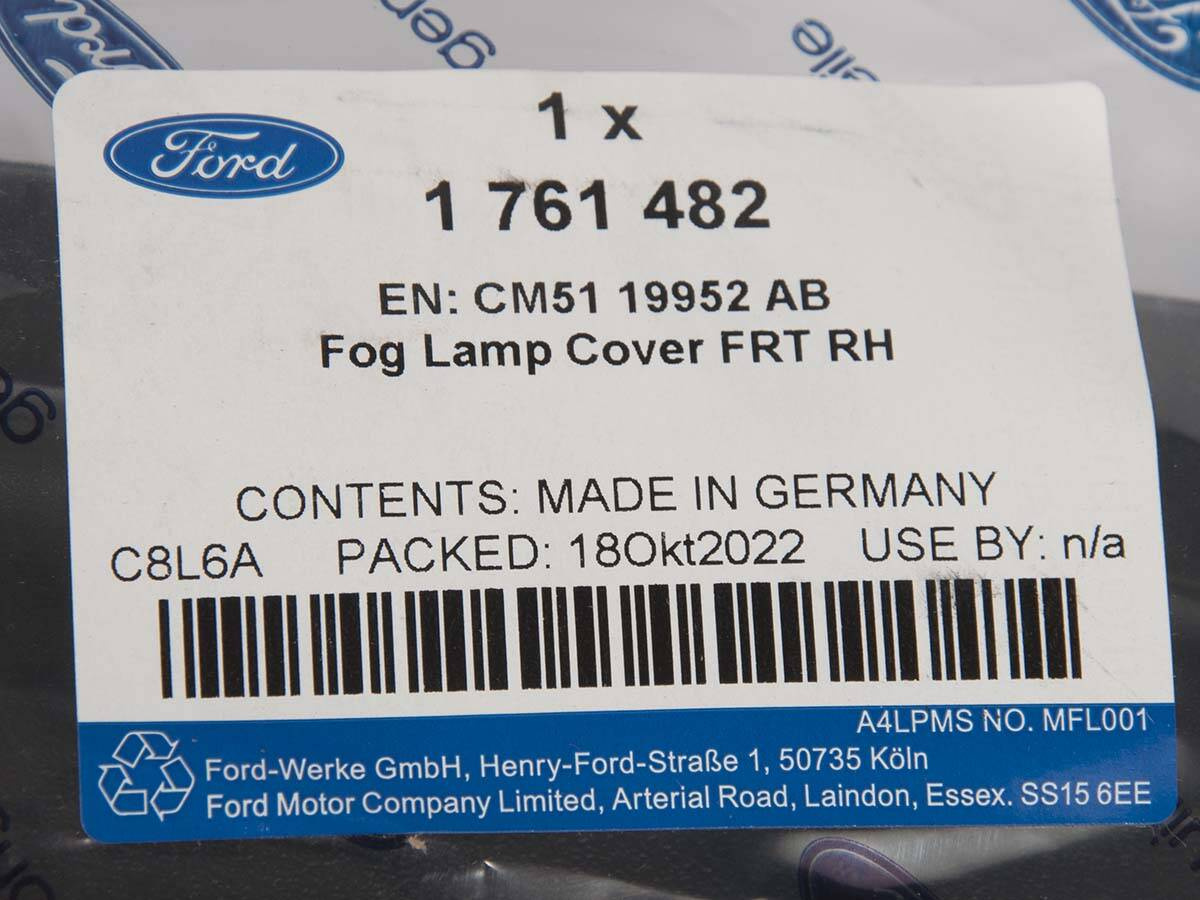 Ford
1 x
1 761 482
EN: CM51 19952 AB
Fog Lamp Cover FRT RH
CONTENTS: MADE IN GERMANY
C8L6A PACKED: 18Okt2022 USE BY: n/a
A4LPMS NO. MFL001
Ford-Werke GmbH, Henry-Ford-Straße 1, 50735 Köln
Ford Motor Company Limited, Arterial Road, Laindon, Essex. SS15 6EE